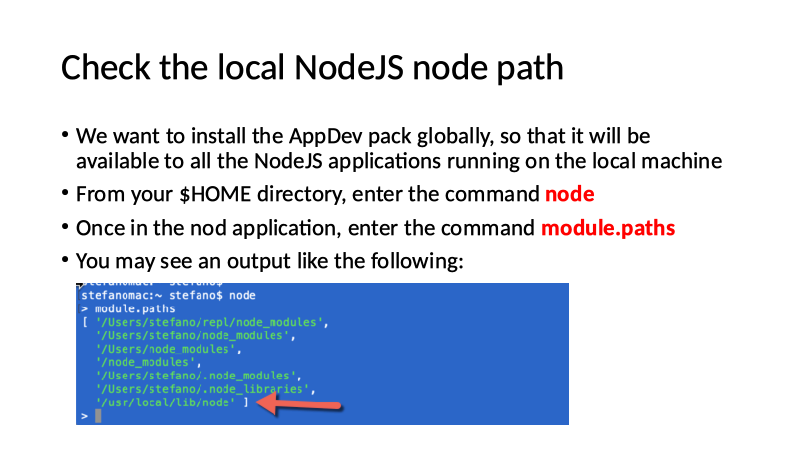 Check the local NodeJS node path
• We want to install the AppDev pack globally, so that it will be
available to all the NodeJS applications running on the local machine
• From your $HOME directory, enter the command node
• Once in the nod application, enter the command module.paths
• You may see an output like the following:
stefanomac:~ stefano$
stefanomac:~ stefano$ node
> module.paths
[ '/Users/stefano/repl/node_modules',
'/Users/stefano/node_modules',
'/Users/node_modules',
'/node_modules',
'/Users/stefano/.node_modules',
'/Users/stefano/.node_libraries',
'/usr/local/lib/node' ]
>